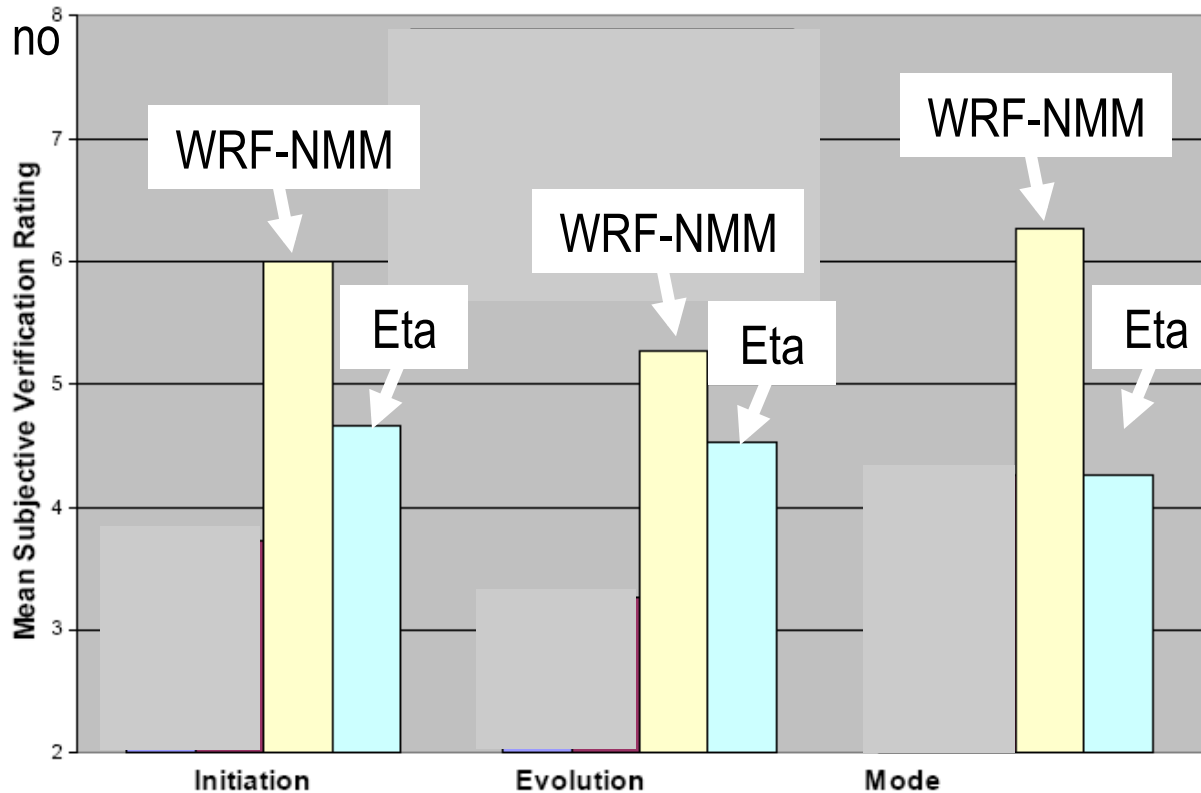 8
no
WRF-NMM
WRF-NMM
7
WRF-NMM
6
Eta
Eta
Eta
5
4
3
2
Mean Subjective Verification Rating
Initiation
Evolution
Mode